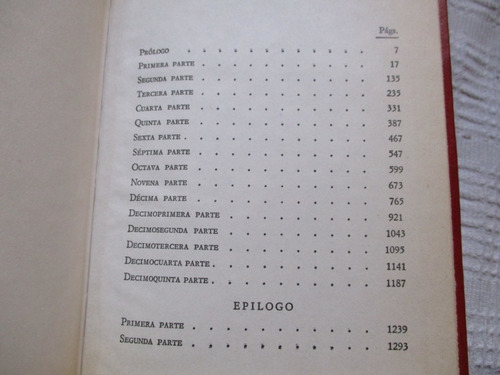 Págs.
Prólogo 7
Primera parte 17
Segunda parte 135
Tercera parte 235
Cuarta parte 331
Quinta parte 387
Sexta parte 467
Séptima parte 547
Octava parte 599
Novena parte 673
Décima parte 765
Decimoprimera parte 921
Decimosegunda parte 1043
Decimotercera parte 1095
Decimocuarta parte 1141
Decimoquinta parte 1187
EPILOGO
Primera parte 1239
Segunda parte 1293